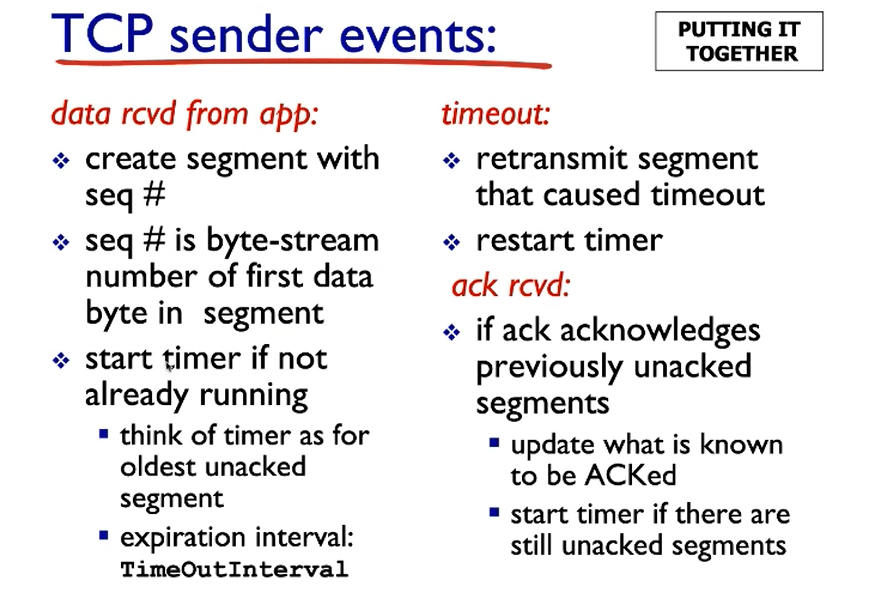 TCP sender events:
PUTTING IT
TOGETHER
data rcvd from app:
❖ create segment with
seq #
❖ seq # is byte-stream
number of first data
byte in segment
❖ start timer if not
already running
▪ think of timer as for
oldest unacked
segment
▪ expiration interval:
TimeOutInterval
timeout:
❖ retransmit segment
that caused timeout
❖ restart timer
ack rcvd:
❖ if ack acknowledges
previously unacked
segments
▪ update what is known
to be ACKed
▪ start timer if there are
still unacked segments